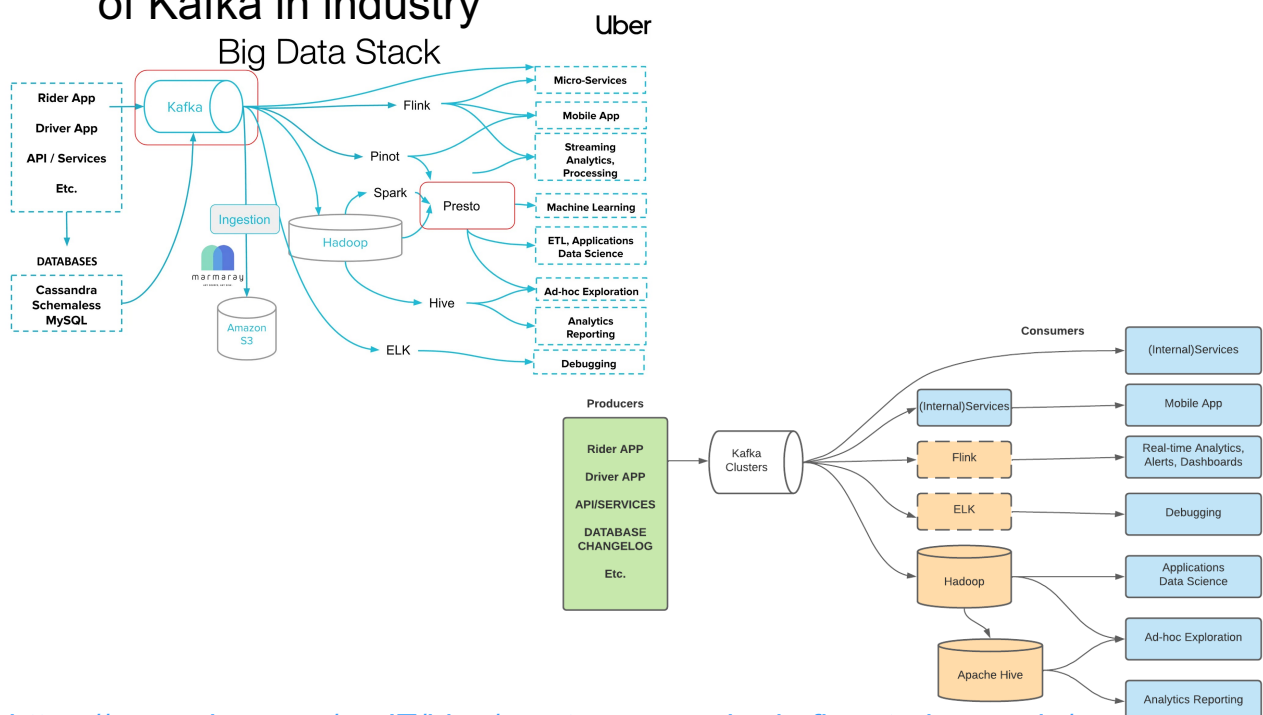 of Kafka in industry
Uber
Big Data Stack
Rider App
Driver App
API / Services
Etc.
DATABASES
Cassandra
Schemaless
MySQL
Kafka
Ingestion
marmaray
Amazon
S3
Hadoop
Flink
Pinot
Spark
Presto
Hive
ELK
Micro-Services
Mobile App
Streaming
Analytics,
Processing
Machine Learning
ETL, Applications
Data Science
Ad-hoc Exploration
Analytics
Reporting
Debugging
Producers
Rider APP
Driver APP
API/SERVICES
DATABASE
CHANGELOG
Etc.
Kafka
Clusters
Consumers
(Internal)Services
Flink
ELK
Hadoop
Apache Hive
(Internal)Services
Mobile App
Real-time Analytics,
Alerts, Dashboards
Debugging
Applications
Data Science
Ad-hoc Exploration
Analytics Reporting